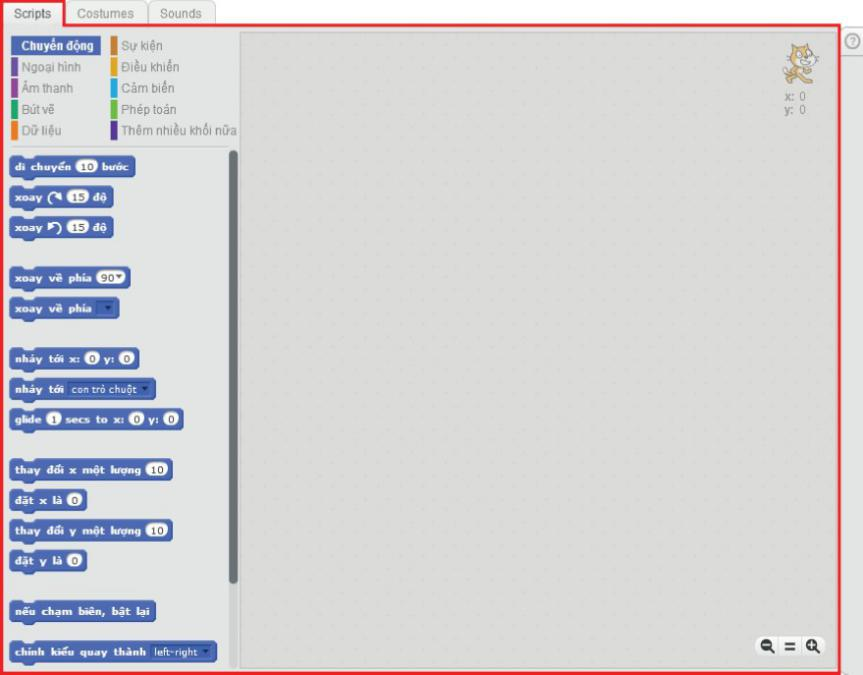 Scripts Costumes Sounds
Chuyển động Sự kiện
Ngoại hình Điều khiển
Âm thanh Cảm biến
Bút vẽ Phép toán
Dữ liệu Thêm nhiều khối nữa
x: 0
y: 0
di chuyển 10 bước
xoay 15 độ
xoay 15 độ
xoay về phía 90
xoay về phía
nhảy tới x: 0 y: 0
nhảy tới con trỏ chuột
glide 1 secs to x: 0 y: 0
thay đổi x một lượng 10
đặt x là 0
thay đổi y một lượng 10
đặt y là 0
nếu chạm biên, bật lại
chỉnh kiểu quay thành left-right
?